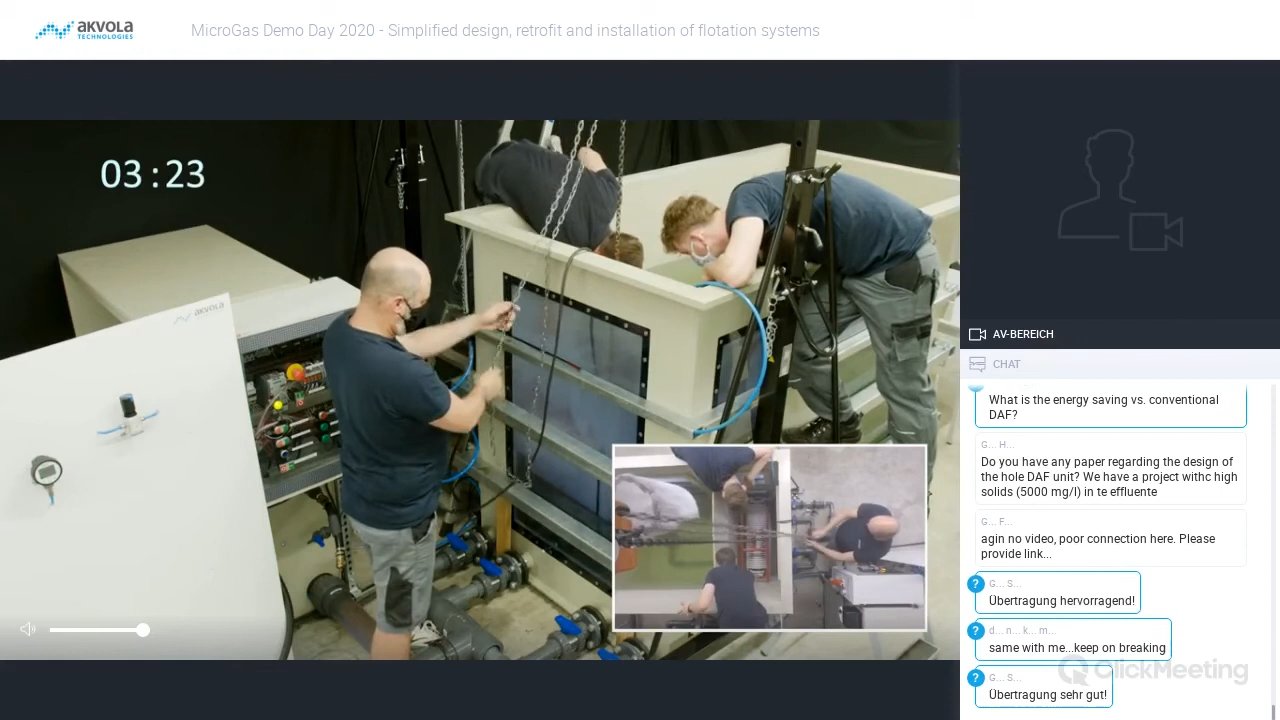 akvola
TECHNOLOGIES
MicroGas Demo Day 2020 - Simplified design, retrofit and installation of flotation systems
03:23
akvola
AV-BEREICH
CHAT
What is the energy saving vs. conventional
DAF?
G... H...
Do you have any paper regarding the design of
the hole DAF unit? We have a project withc high
solids (5000 mg/l) in te effluente
G... F...
agin no video, poor connection here. Please
provide link...
?
G... S...
Übertragung hervorragend!
?
d... n... k... m...
same with me...keep on breaking
ClickMeeting
?
G... S...
Übertragung sehr gut!